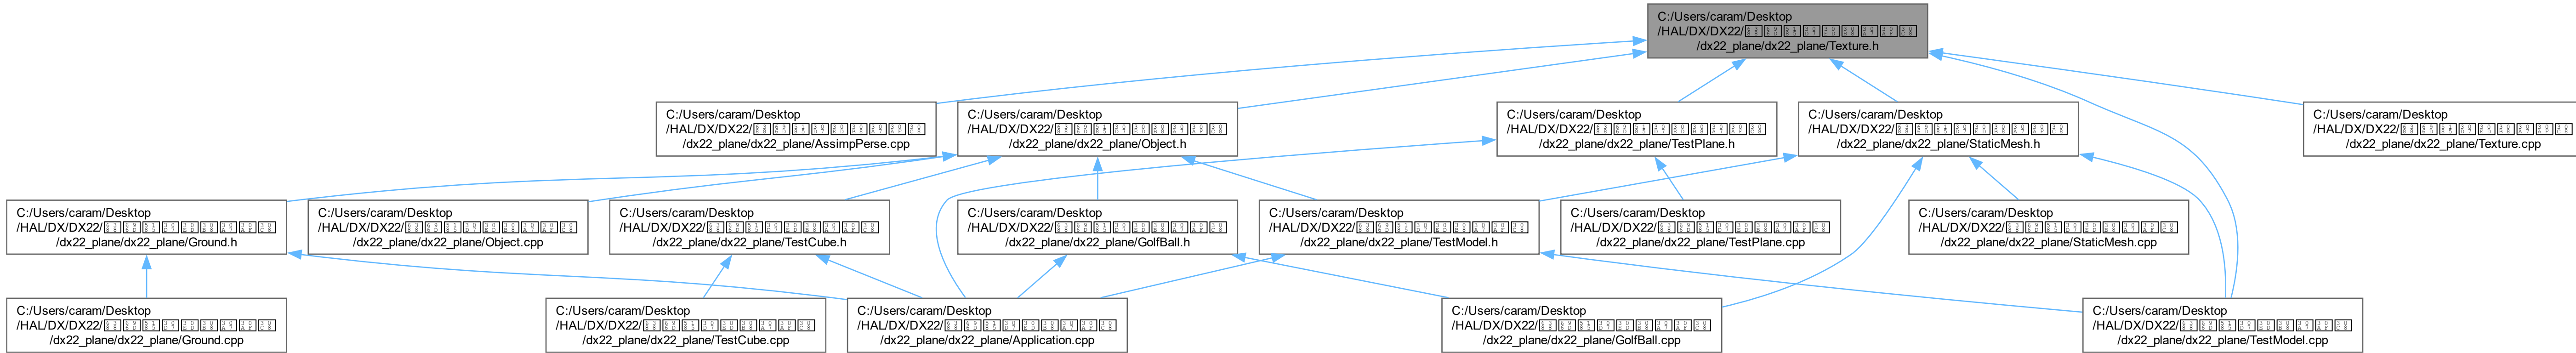 C:/Users/caram/Desktop
/HAL/DX/DX22/
/dx22_plane/dx22_plane/Texture.h
C:/Users/caram/Desktop
/HAL/DX/DX22/
/dx22_plane/dx22_plane/AssimpPerse.cpp
C:/Users/caram/Desktop
/HAL/DX/DX22/
/dx22_plane/dx22_plane/Object.h
C:/Users/caram/Desktop
/HAL/DX/DX22/
/dx22_plane/dx22_plane/TestPlane.h
C:/Users/caram/Desktop
/HAL/DX/DX22/
/dx22_plane/dx22_plane/StaticMesh.h
C:/Users/caram/Desktop
/HAL/DX/DX22/
/dx22_plane/dx22_plane/Texture.cpp
C:/Users/caram/Desktop
/HAL/DX/DX22/
/dx22_plane/dx22_plane/Ground.h
C:/Users/caram/Desktop
/HAL/DX/DX22/
/dx22_plane/dx22_plane/Object.cpp
C:/Users/caram/Desktop
/HAL/DX/DX22/
/dx22_plane/dx22_plane/TestCube.h
C:/Users/caram/Desktop
/HAL/DX/DX22/
/dx22_plane/dx22_plane/GolfBall.h
C:/Users/caram/Desktop
/HAL/DX/DX22/
/dx22_plane/dx22_plane/TestModel.h
C:/Users/caram/Desktop
/HAL/DX/DX22/
/dx22_plane/dx22_plane/TestPlane.cpp
C:/Users/caram/Desktop
/HAL/DX/DX22/
/dx22_plane/dx22_plane/StaticMesh.cpp
C:/Users/caram/Desktop
/HAL/DX/DX22/
/dx22_plane/dx22_plane/Ground.cpp
C:/Users/caram/Desktop
/HAL/DX/DX22/
/dx22_plane/dx22_plane/TestCube.cpp
C:/Users/caram/Desktop
/HAL/DX/DX22/
/dx22_plane/dx22_plane/Application.cpp
C:/Users/caram/Desktop
/HAL/DX/DX22/
/dx22_plane/dx22_plane/GolfBall.cpp
C:/Users/caram/Desktop
/HAL/DX/DX22/
/dx22_plane/dx22_plane/TestModel.cpp